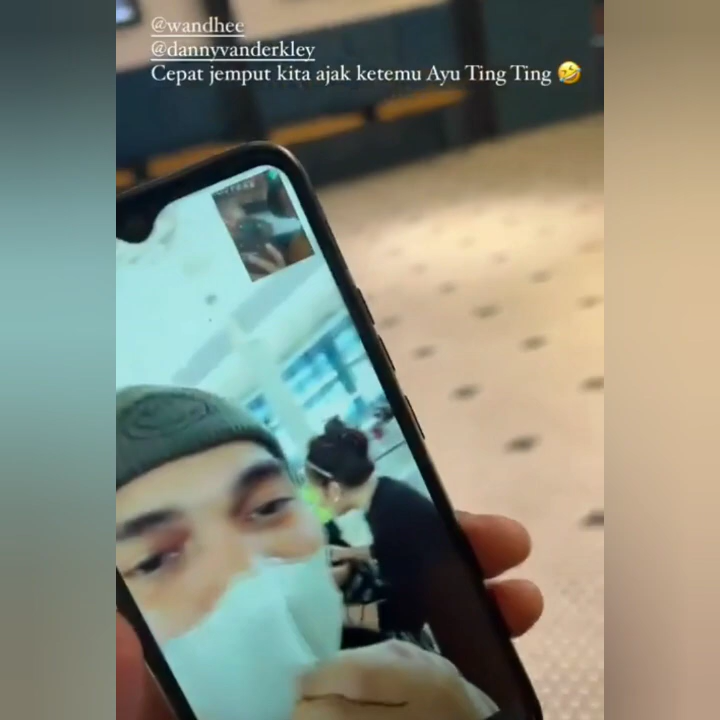 @wandhee
@dannyvanderkley
Cepat jemput kita ajak ketemu Ayu Ting Ting 🤣